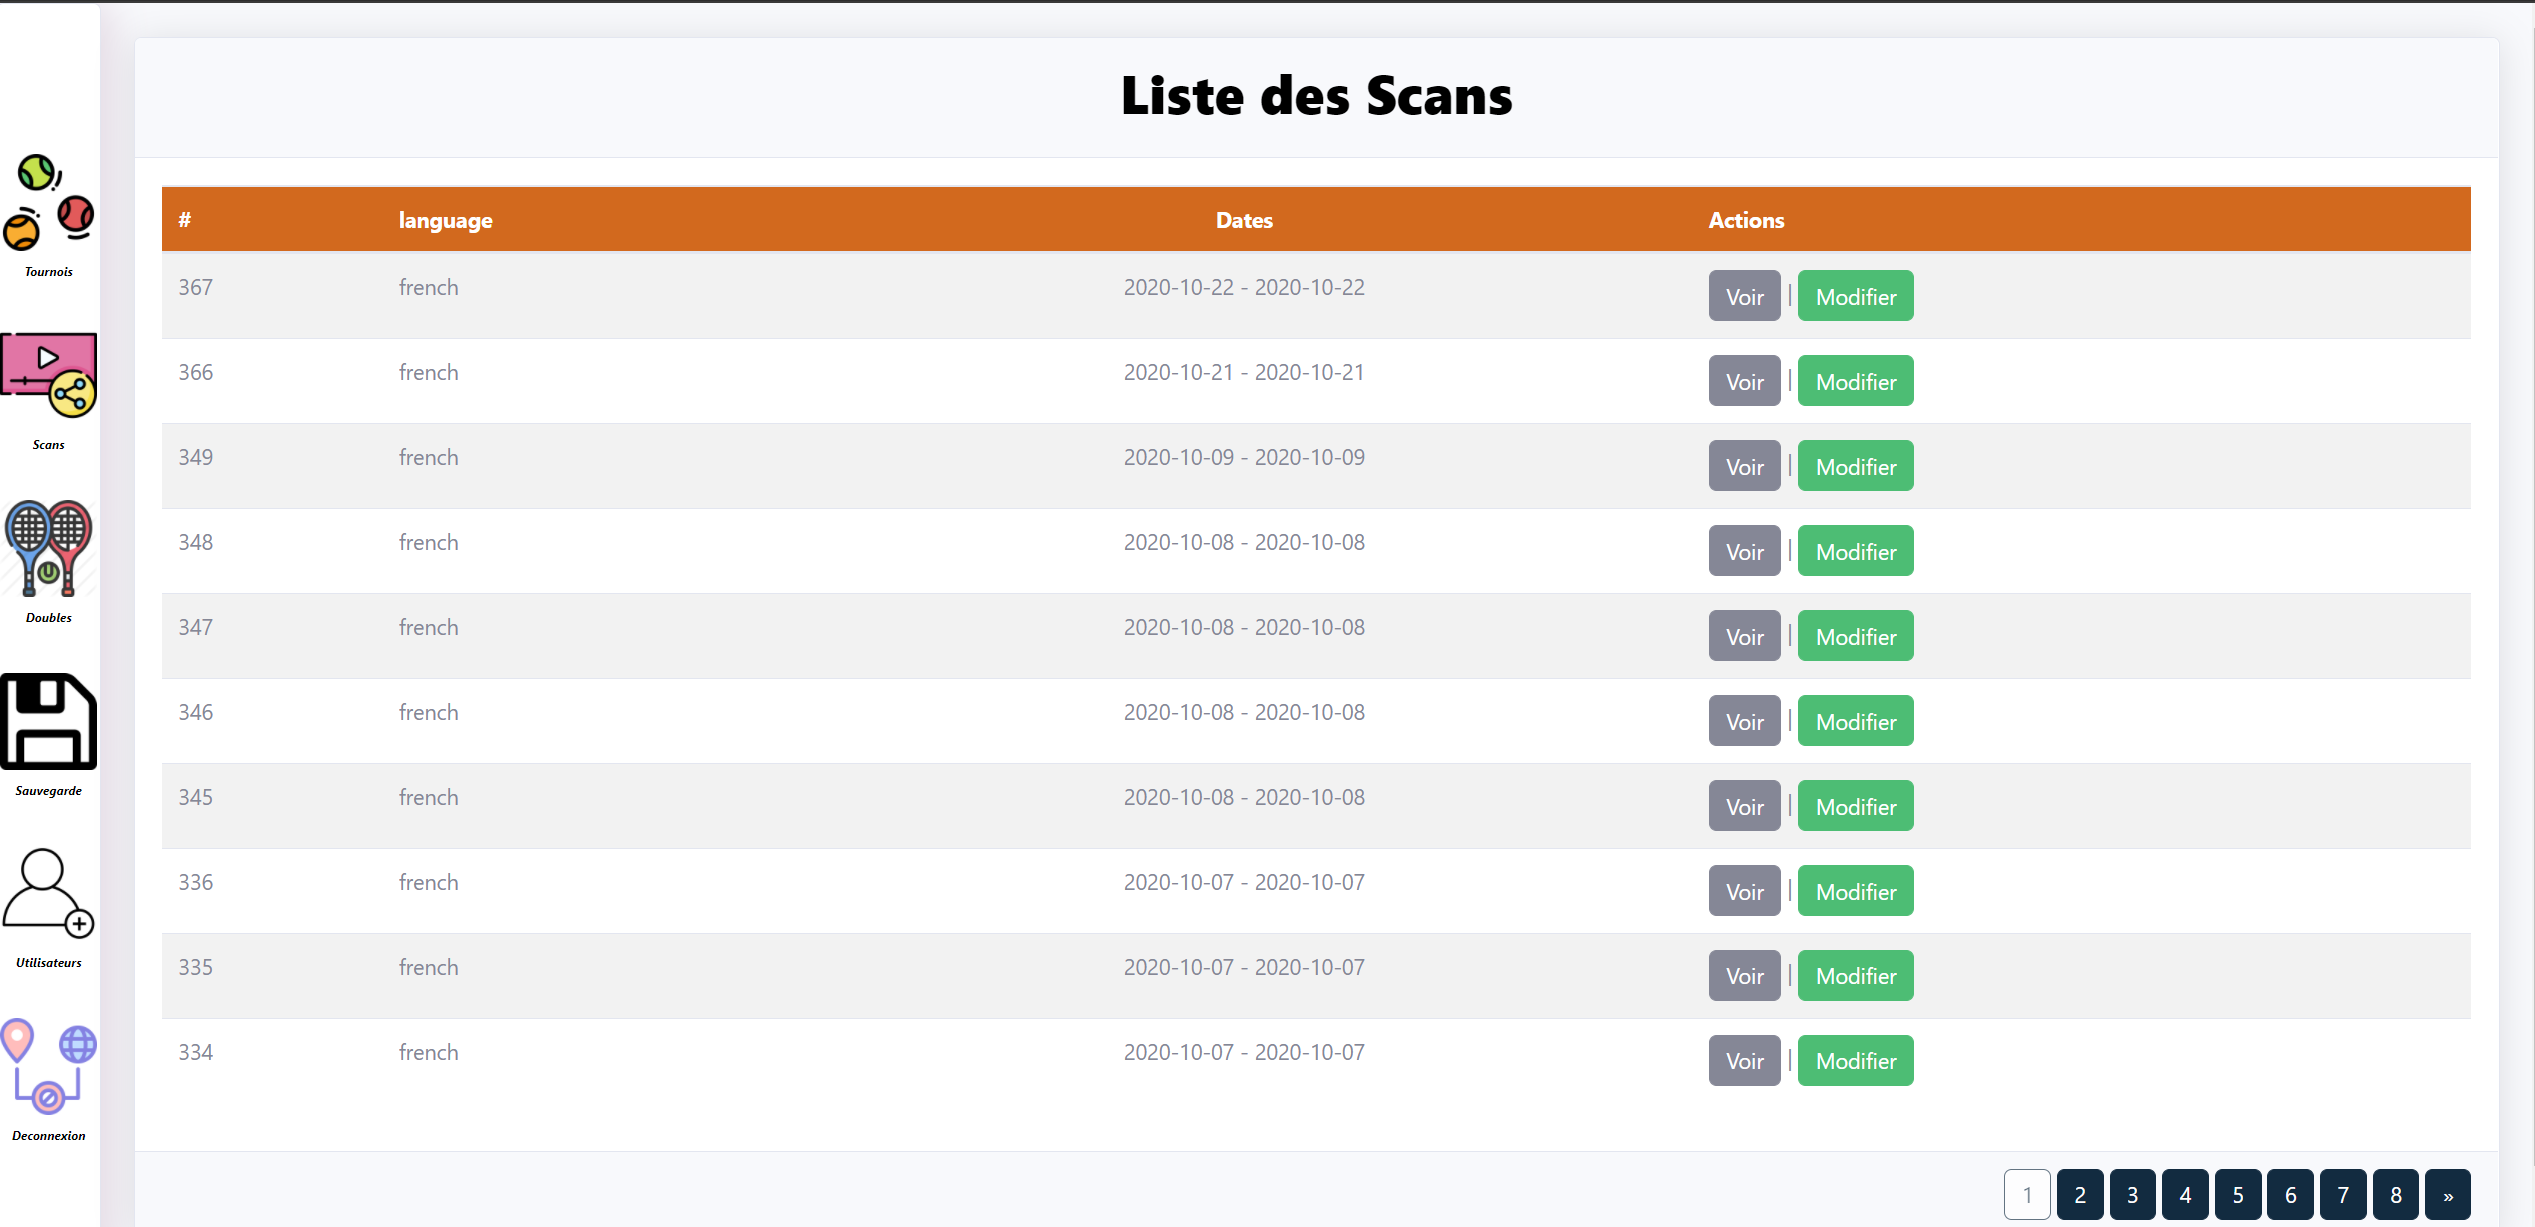 Liste des Scans
# language Dates Actions
367 french 2020-10-22 - 2020-10-22 Voir | Modifier
366 french 2020-10-21 - 2020-10-21 Voir | Modifier
349 french 2020-10-09 - 2020-10-09 Voir | Modifier
348 french 2020-10-08 - 2020-10-08 Voir | Modifier
347 french 2020-10-08 - 2020-10-08 Voir | Modifier
346 french 2020-10-08 - 2020-10-08 Voir | Modifier
345 french 2020-10-08 - 2020-10-08 Voir | Modifier
336 french 2020-10-07 - 2020-10-07 Voir | Modifier
335 french 2020-10-07 - 2020-10-07 Voir | Modifier
334 french 2020-10-07 - 2020-10-07 Voir | Modifier
1 2 3 4 5 6 7 8 »
Tournois
Scans
Doubles
Sauvegarde
Utilisateurs
Deconnexion